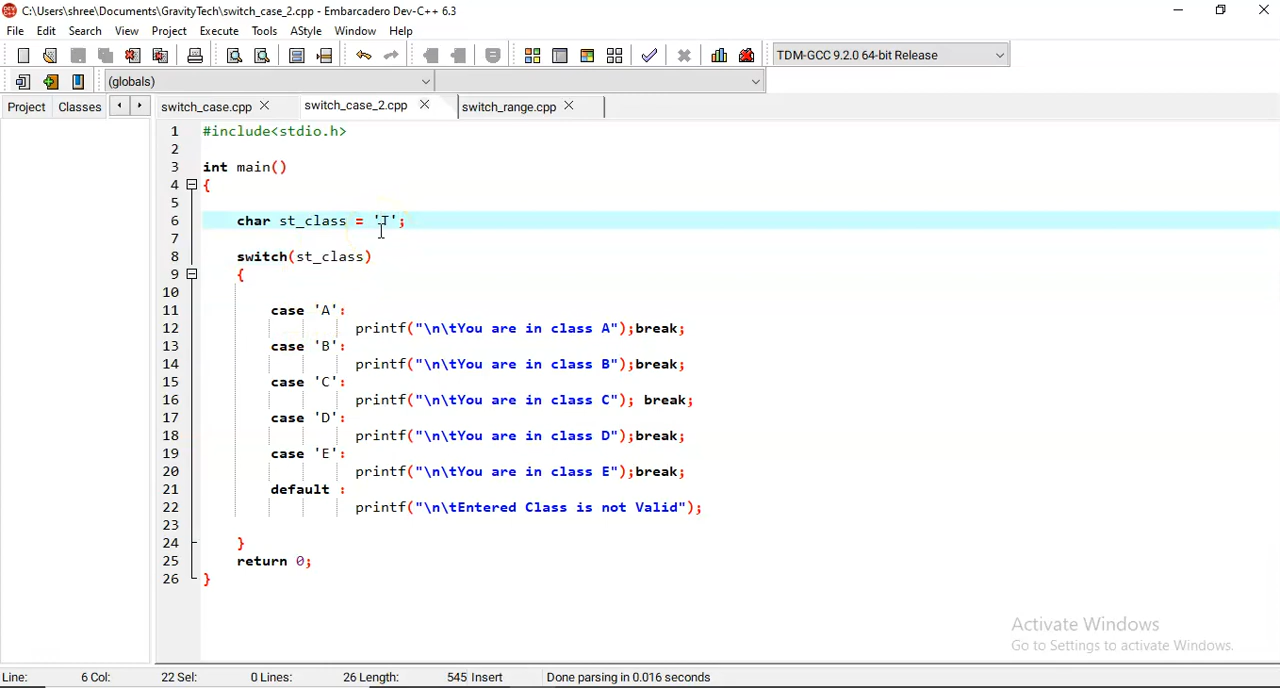 C:\Users\shree\Documents\GravityTech\switch_case_2.cpp - Embarcadero Dev-C++ 6.3
File Edit Search View Project Execute Tools AStyle Window Help
TDM-GCC 9.2.0 64-bit Release
(globals)
Project Classes switch_case.cpp switch_case_2.cpp switch_range.cpp
1 #include<stdio.h>
2
3 int main()
4 {
5
6 char st_class = 'T';
7
8 switch(st_class)
9 {
10
11 case 'A':
12 printf("\n\tYou are in class A");break;
13 case 'B':
14 printf("\n\tYou are in class B");break;
15 case 'C':
16 printf("\n\tYou are in class C"); break;
17 case 'D':
18 printf("\n\tYou are in class D");break;
19 case 'E':
20 printf("\n\tYou are in class E");break;
21 default :
22 printf("\n\tEntered Class is not Valid");
23
24 }
25 return 0;
26 }
Activate Windows
Go to Settings to activate Windows.
Line: 6 Col: 22 Sel: 0 Lines: 26 Length: 545 Insert Done parsing in 0.016 seconds